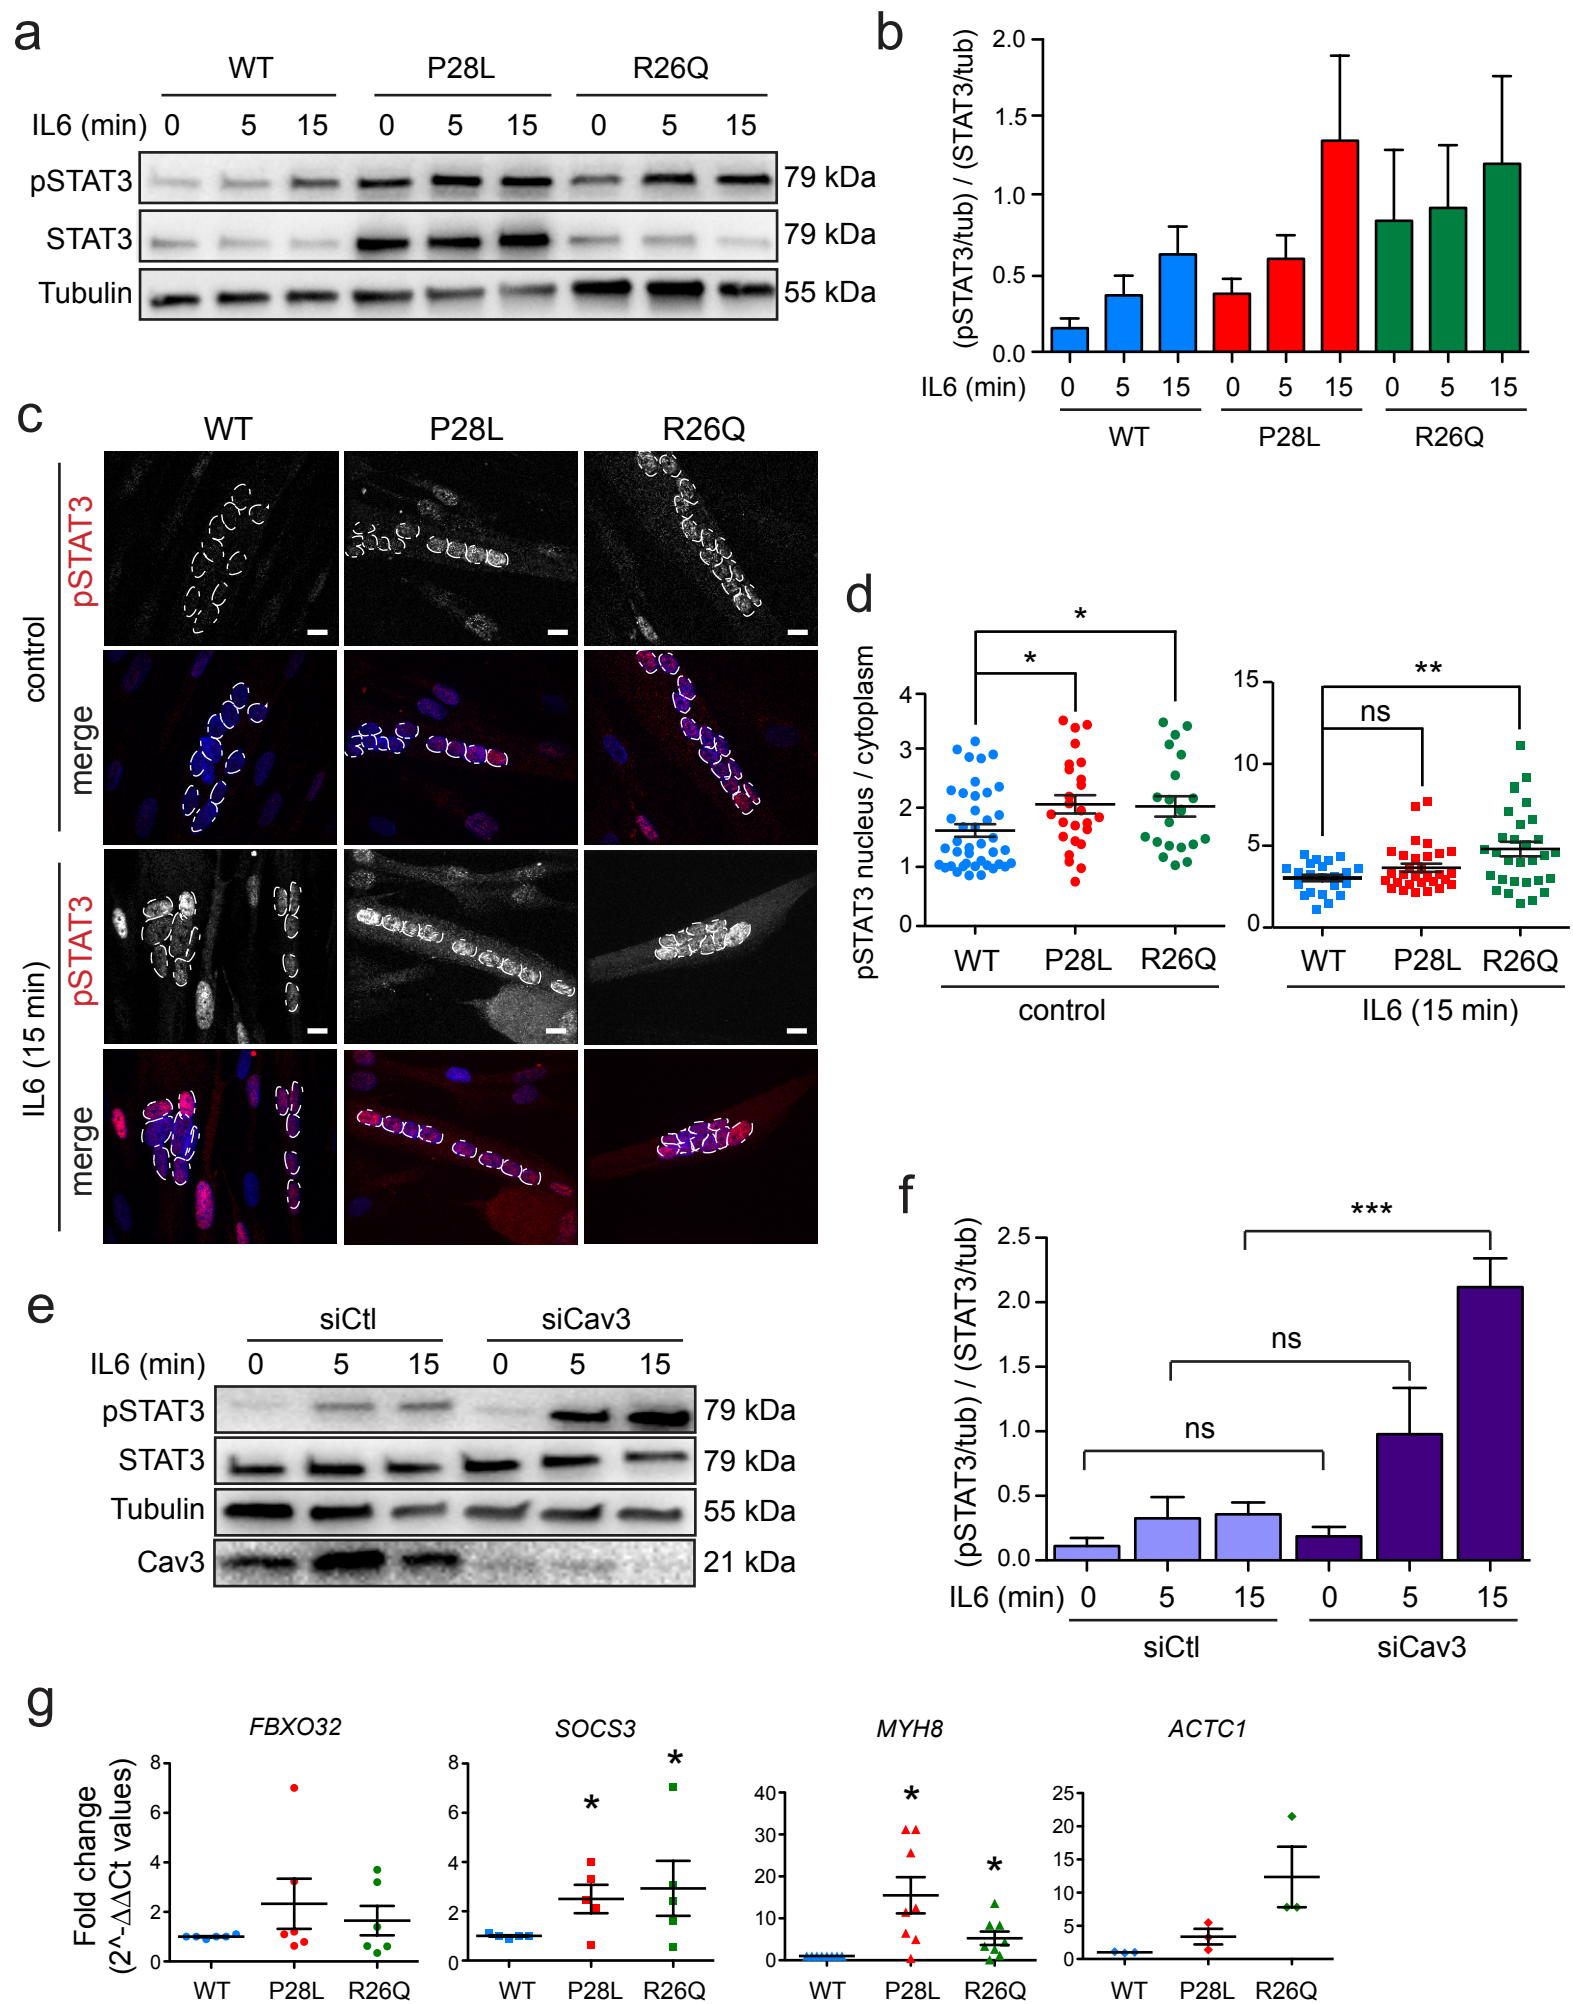 a
WT P28L R26Q
IL6 (min) 0 5 15 0 5 15 0 5 15
pSTAT3 79 kDa
STAT3 79 kDa
Tubulin 55 kDa
b
(pSTAT3/tub) / (STAT3/tub)
2.0
1.5
1.0
0.5
0.0
IL6 (min) 0 5 15 0 5 15 0 5 15
WT P28L R26Q
c
WT P28L R26Q
control
pSTAT3
merge
IL6 (15 min)
pSTAT3
merge
d
pSTAT3 nucleus / cytoplasm
4
3
2
1
0
* *
WT P28L R26Q
control
15
10
5
0
ns **
WT P28L R26Q
IL6 (15 min)
e
siCtl siCav3
IL6 (min) 0 5 15 0 5 15
pSTAT3 79 kDa
STAT3 79 kDa
Tubulin 55 kDa
Cav3 21 kDa
f
(pSTAT3/tub) / (STAT3/tub)
2.5
2.0
1.5
1.0
0.5
0.0
ns ns ***
IL6 (min) 0 5 15 0 5 15
siCtl siCav3
g
Fold change
(2^-ΔΔCt values)
FBXO32
8
6
4
2
0
WT P28L R26Q
SOCS3
8
6
4
2
0
* *
WT P28L R26Q
MYH8
40
30
20
10
0
* *
WT P28L R26Q
ACTC1
25
20
15
10
5
0
WT P28L R26Q